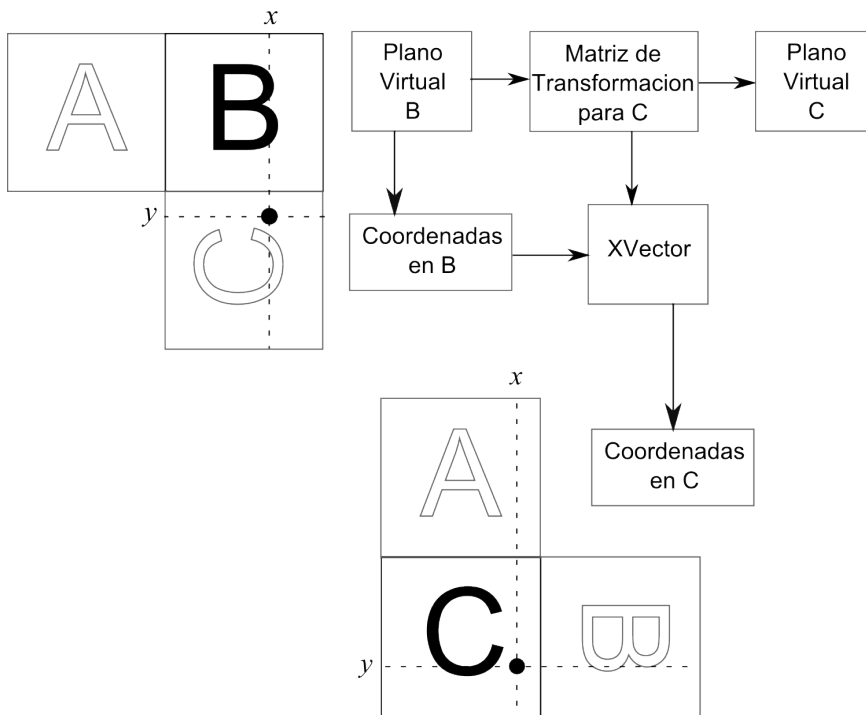 x
A
B
y
C
Plano
Virtual
B
Matriz de
Transformacion
para C
Plano
Virtual
C
Coordenadas
en B
XVector
Coordenadas
en C
x
A
C
B
y